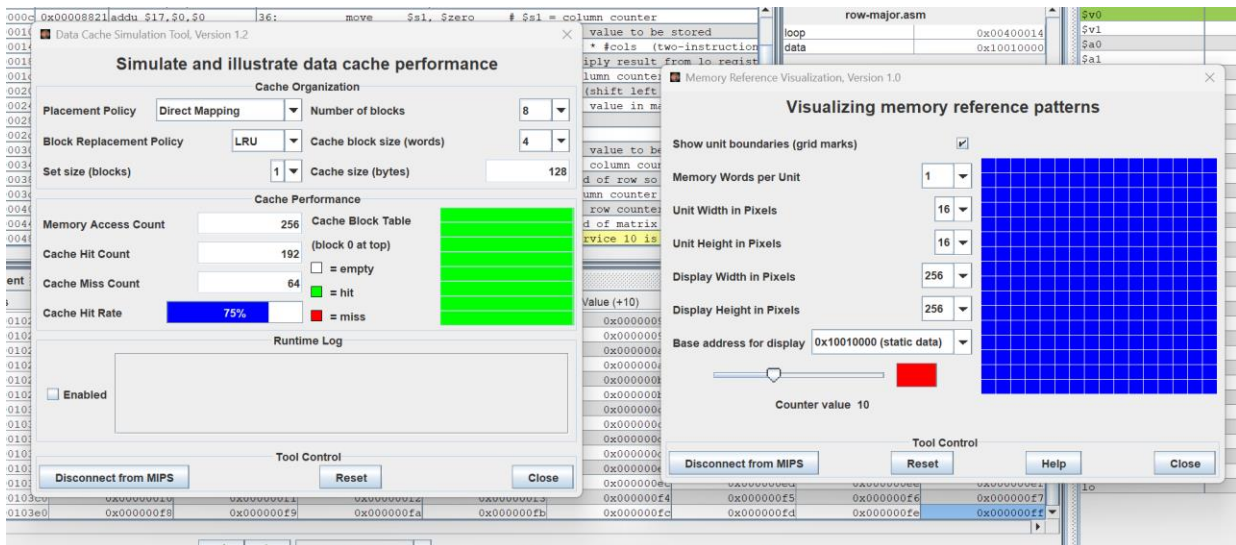 000c 0x00008821 addu $17,$0,$0 36: move $s1, $zero # $s1 = column counter
value to be stored
* #cols (two-instruction
iply result from lo regist
lumn counter
(shift left
value in ma
value to be
column coun
d of row so
umn counter
row counter
d of matrix
rvice 10 is
row-major.asm
loop 0x00400014
data 0x10010000
$v0
$v1
$a0
$a1
Data Cache Simulation Tool, Version 1.2
Simulate and illustrate data cache performance
Cache Organization
Placement Policy Direct Mapping Number of blocks 8
Block Replacement Policy LRU Cache block size (words) 4
Set size (blocks) 1 Cache size (bytes) 128
Cache Performance
Memory Access Count 256 Cache Block Table
(block 0 at top)
Cache Hit Count 192
= empty
Cache Miss Count 64
= hit
Cache Hit Rate 75%
= miss
Runtime Log
Enabled
Tool Control
Disconnect from MIPS Reset Close
Memory Reference Visualization, Version 1.0
Visualizing memory reference patterns
Show unit boundaries (grid marks)
Memory Words per Unit 1
Unit Width in Pixels 16
Unit Height in Pixels 16
Display Width in Pixels 256
Display Height in Pixels 256
Base address for display 0x10010000 (static data)
Counter value 10
Tool Control
Disconnect from MIPS Reset Help Close
Value (+10)
lo
0x000000f4 0x000000f5 0x000000f6 0x000000f7
0x000000f8 0x000000f9 0x000000fa 0x000000fb 0x000000fc 0x000000fd 0x000000fe 0x000000ff